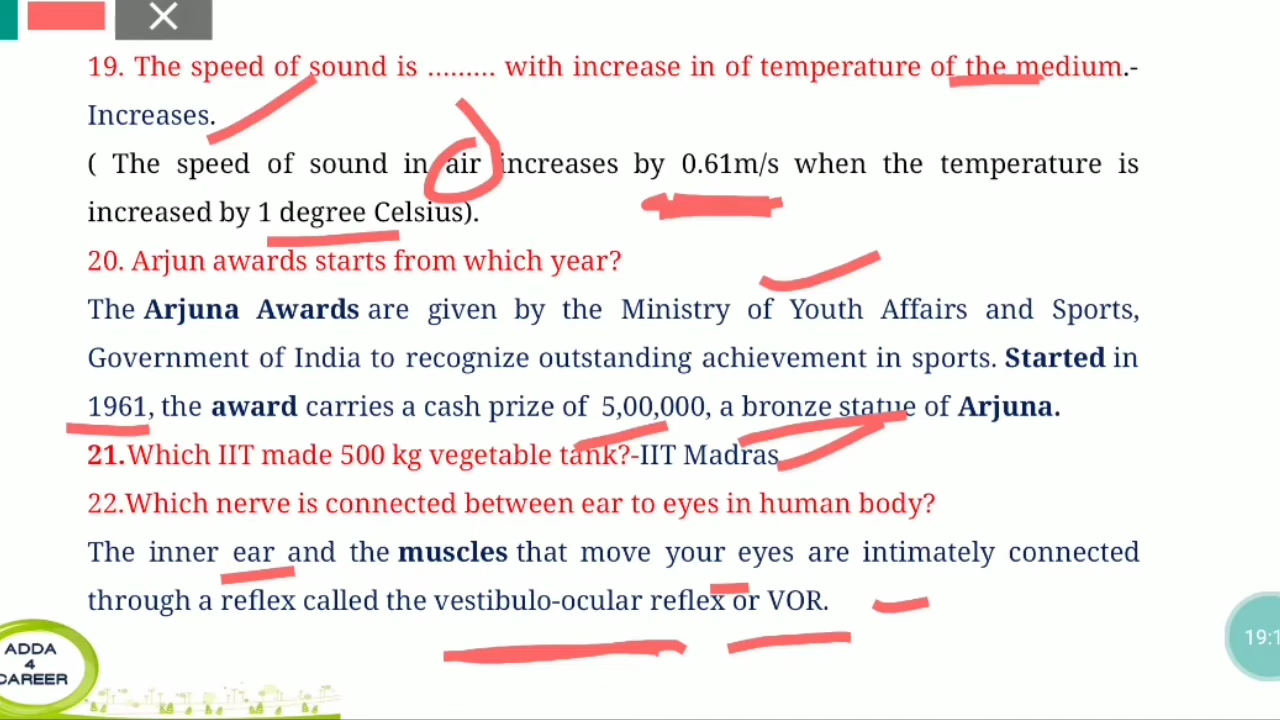 19. The speed of sound is ......... with increase in of temperature of the medium.-
Increases.
( The speed of sound in air increases by 0.61m/s when the temperature is
increased by 1 degree Celsius).
20. Arjun awards starts from which year?
The Arjuna Awards are given by the Ministry of Youth Affairs and Sports,
Government of India to recognize outstanding achievement in sports. Started in
1961, the award carries a cash prize of 5,00,000, a bronze statue of Arjuna.
21.Which IIT made 500 kg vegetable tank?-IIT Madras
22.Which nerve is connected between ear to eyes in human body?
The inner ear and the muscles that move your eyes are intimately connected
through a reflex called the vestibulo-ocular reflex or VOR.
19:1
ADDA
4
CAREER